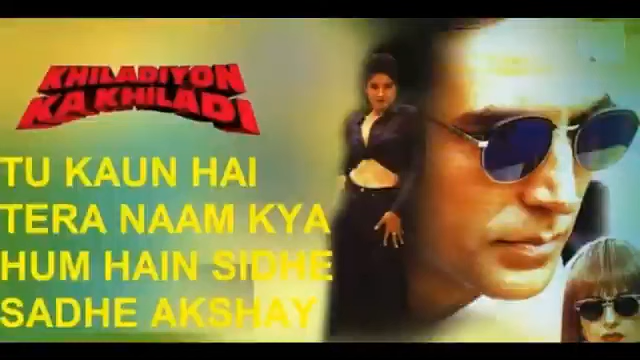 KHILADIYON
KA KHILADI
TU KAUN HAI
TERA NAAM KYA
HUM HAIN SIDHE
SADHE AKSHAY